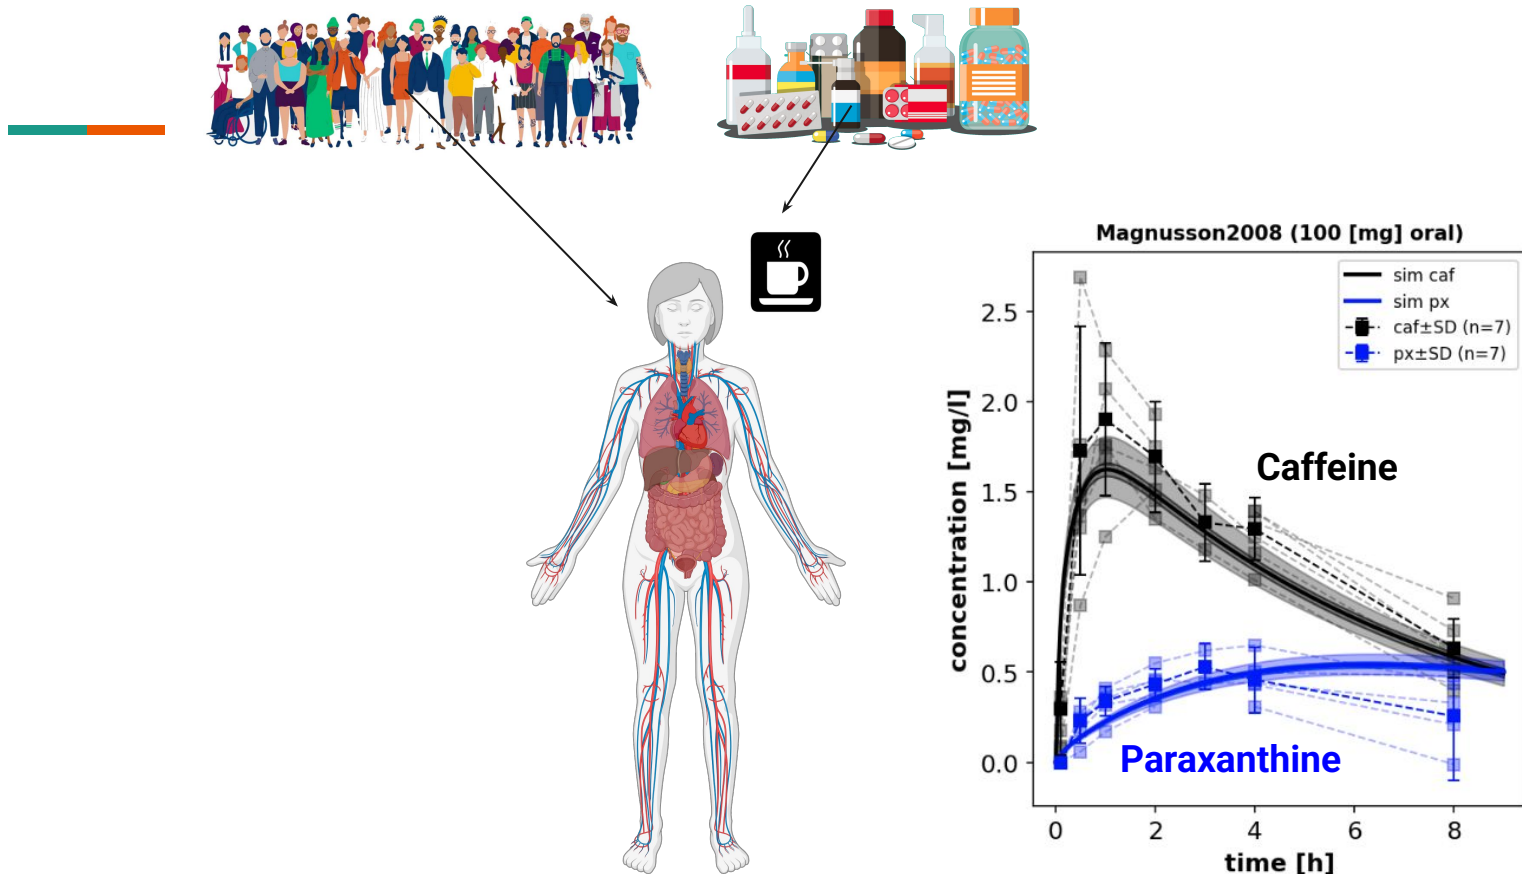 Magnusson2008 (100 [mg] oral)
sim caf
sim px
caf±SD (n=7)
px±SD (n=7)
2.5
2.0
1.5
1.0
0.5
0.0
concentration [mg/l]
Caffeine
Paraxanthine
0 2 4 6 8
time [h]